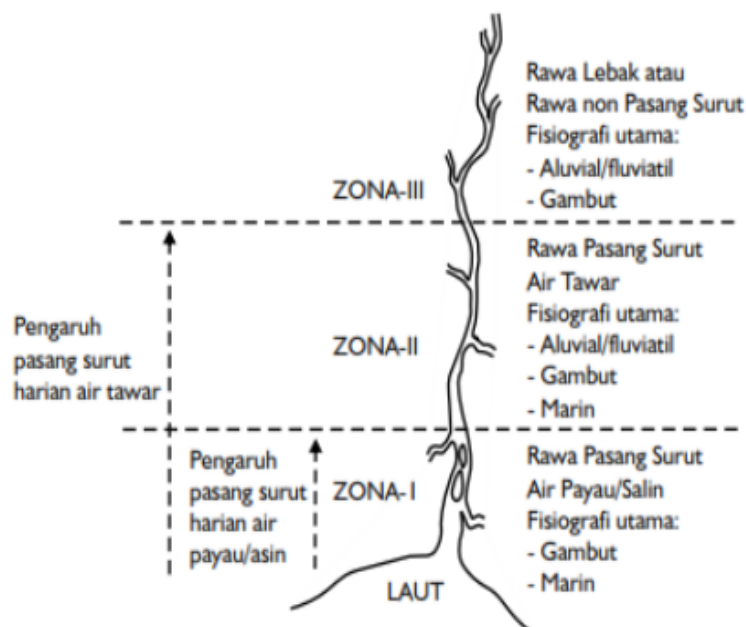 Rawa Lebak atau
Rawa non Pasang Surut
Fisiografi utama:
- Aluvial/fluviatil
- Gambut
ZONA-III
Rawa Pasang Surut
Air Tawar
Fisiografi utama:
- Aluvial/fluviatil
- Gambut
- Marin
ZONA-II
Pengaruh
pasang surut
harian air tawar
Pengaruh
pasang surut
harian air
payau/asin
ZONA-I
Rawa Pasang Surut
Air Payau/Salin
Fisiografi utama:
- Gambut
- Marin
LAUT